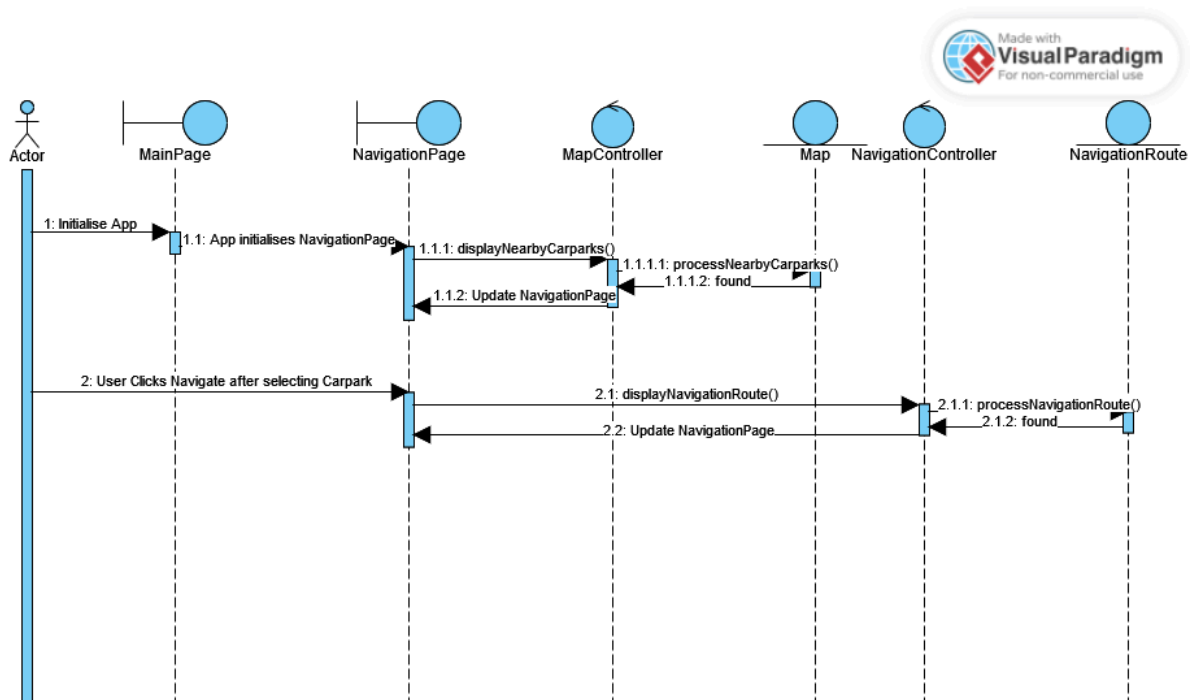 Made with
Visual Paradigm
For non-commercial use
Actor
MainPage
NavigationPage
MapController
Map
NavigationController
NavigationRoute
1: Initialise App
1.1: App initialises NavigationPage
1.1.1: displayNearbyCarparks()
1.1.1.1: processNearbyCarparks()
1.1.1.2: found
1.1.2: Update NavigationPage
2: User Clicks Navigate after selecting Carpark
2.1: displayNavigationRoute()
2.1.1: processNavigationRoute()
2.1.2: found
2.2: Update NavigationPage